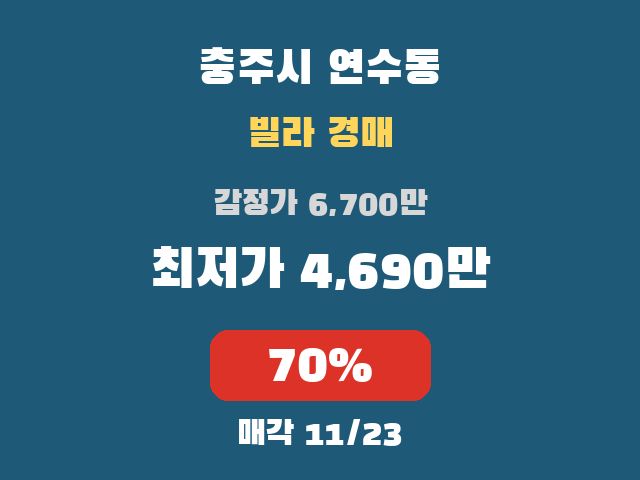 충주시 연수동
빌라 경매
감정가 6,700만
최저가 4,690만
70%
매각 11/23